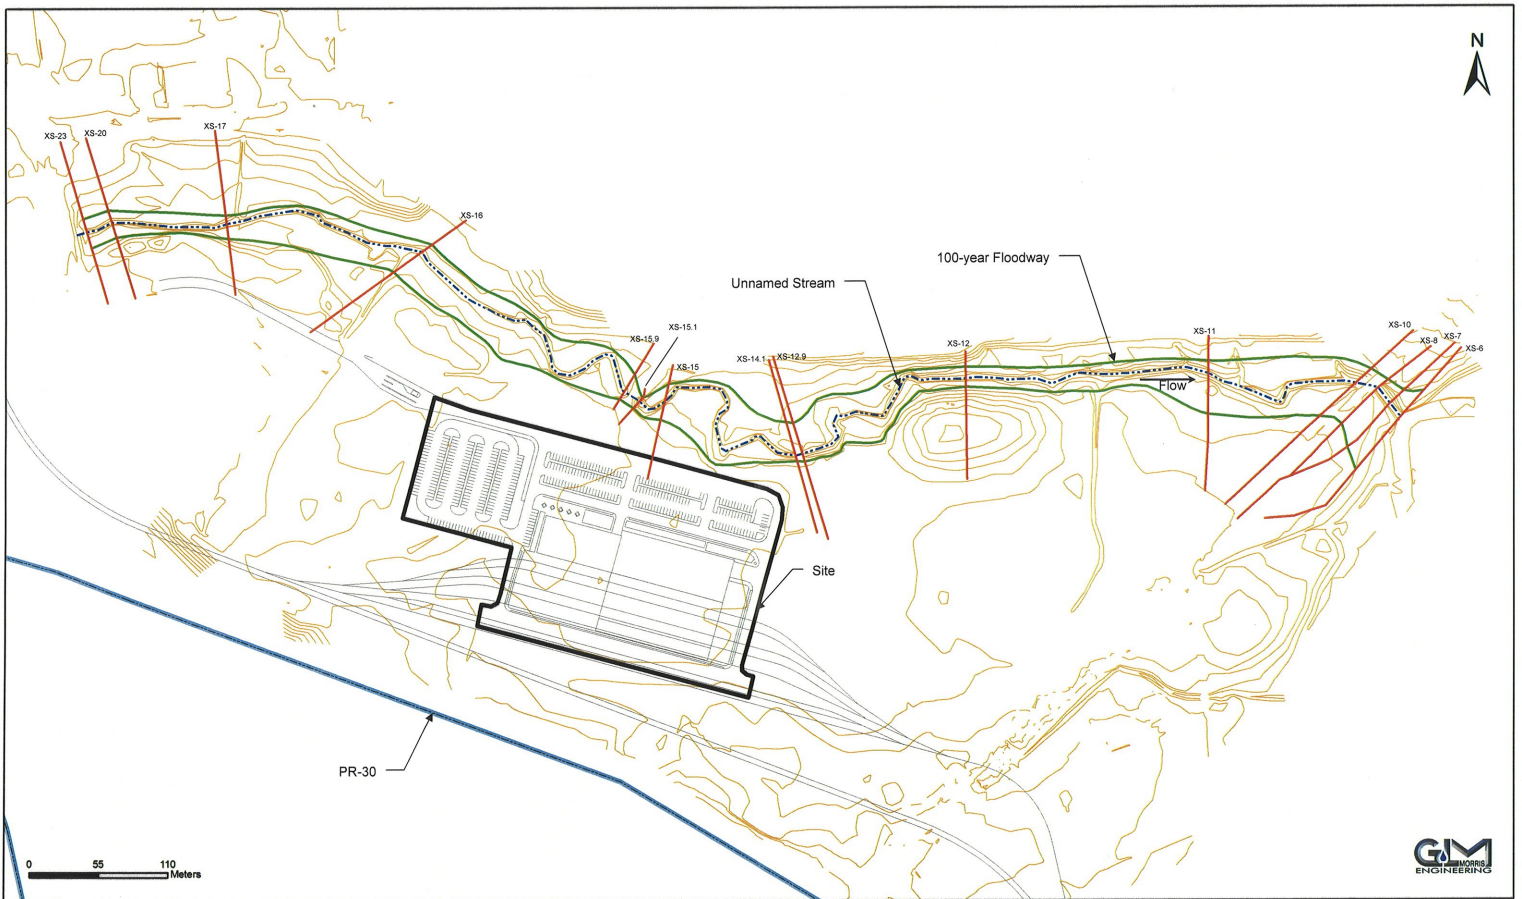 N
XS-17
XS-23
XS-20
XS-16
100-year Floodway
Unnamed Stream
XS-15.1
XS-15.9
XS-10
XS-11
XS-7
XS-8
XS-6
XS-12
XS-14.1
XS-12.9
XS-15
Flow
Site
PR-30
0 55 110
Meters
G&M
MORRIS
ENGINEERING